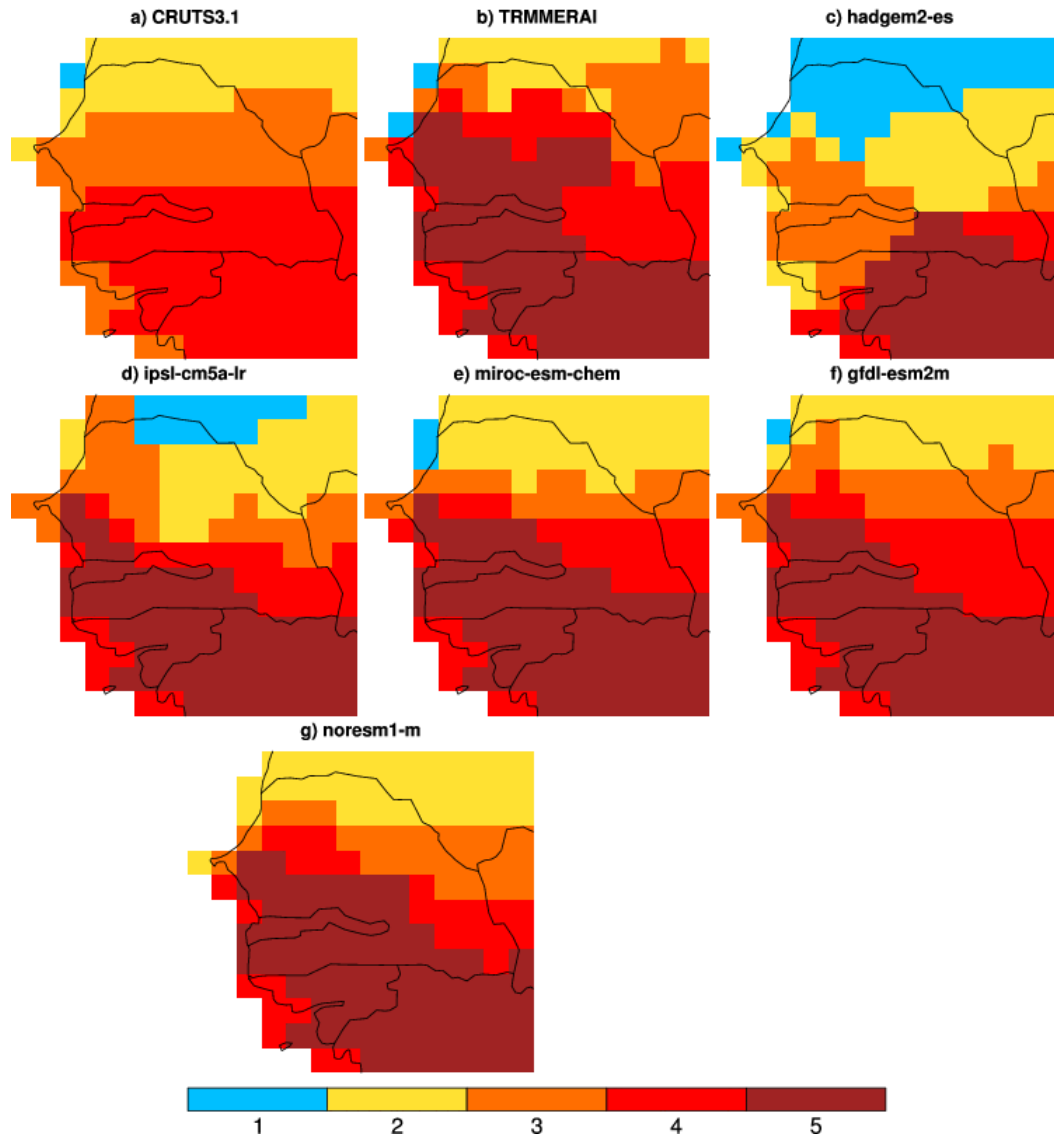 a) CRUTS3.1
b) TRMMERAI
c) hadgem2-es
d) ipsl-cm5a-lr
e) miroc-esm-chem
f) gfdl-esm2m
g) noresm1-m
1 2 3 4 5